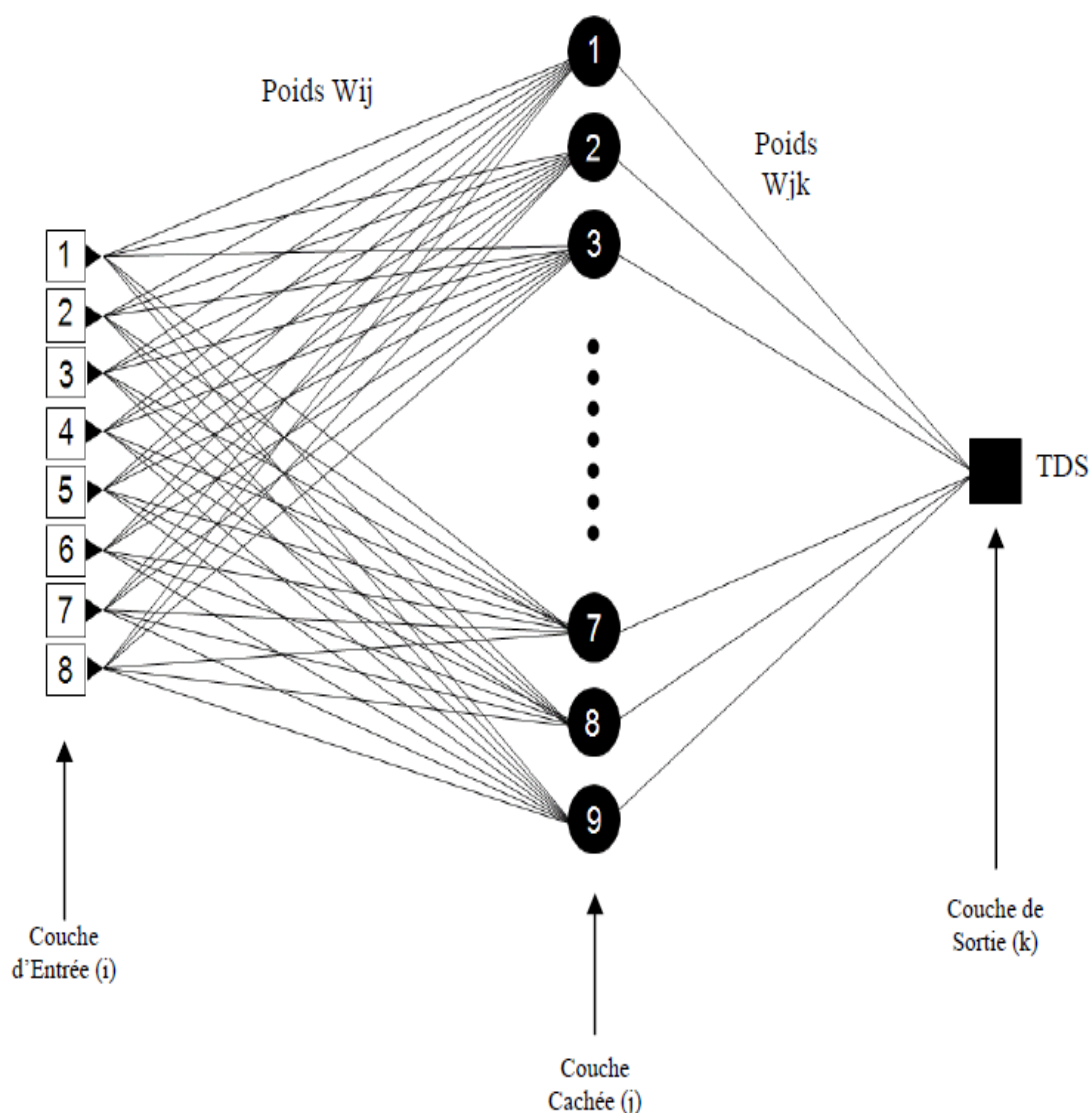 Poids Wij
Poids
Wjk
1
2
3
4
5
6
7
8
1
2
3
7
8
9
TDS
Couche
d'Entrée (i)
Couche
Cachée (j)
Couche de
Sortie (k)